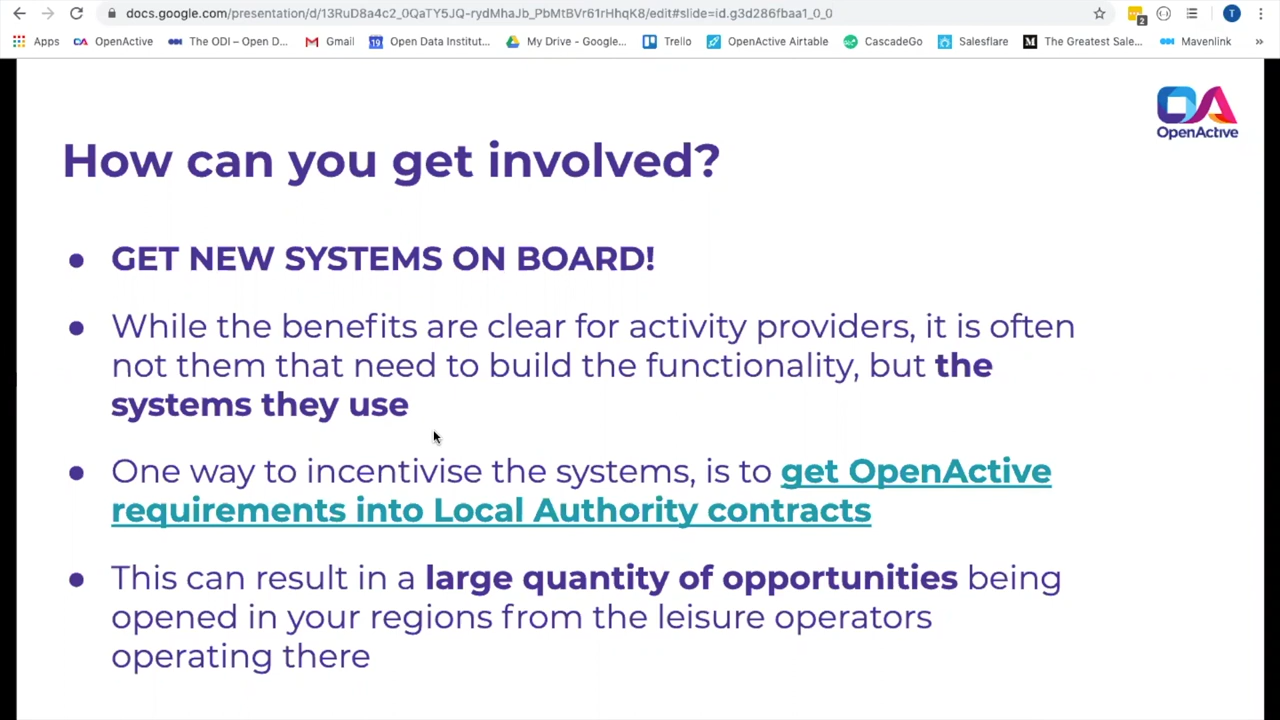 docs.google.com/presentation/d/13RuD8a4c2_0QaTY5JQ-rydMhaJb_PbMtBVr61rHhqK8/edit#slide=id.g3d286fbaa1_0_0
2
T
Apps OpenActive The ODI – Open D... Gmail 19 Open Data Institut... My Drive - Google... Trello OpenActive Airtable CascadeGo Salesflare M The Greatest Sale... Mavenlink »
OA
OpenActive
How can you get involved?
● GET NEW SYSTEMS ON BOARD!
● While the benefits are clear for activity providers, it is often
not them that need to build the functionality, but the
systems they use
● One way to incentivise the systems, is to get OpenActive
requirements into Local Authority contracts
● This can result in a large quantity of opportunities being
opened in your regions from the leisure operators
operating there